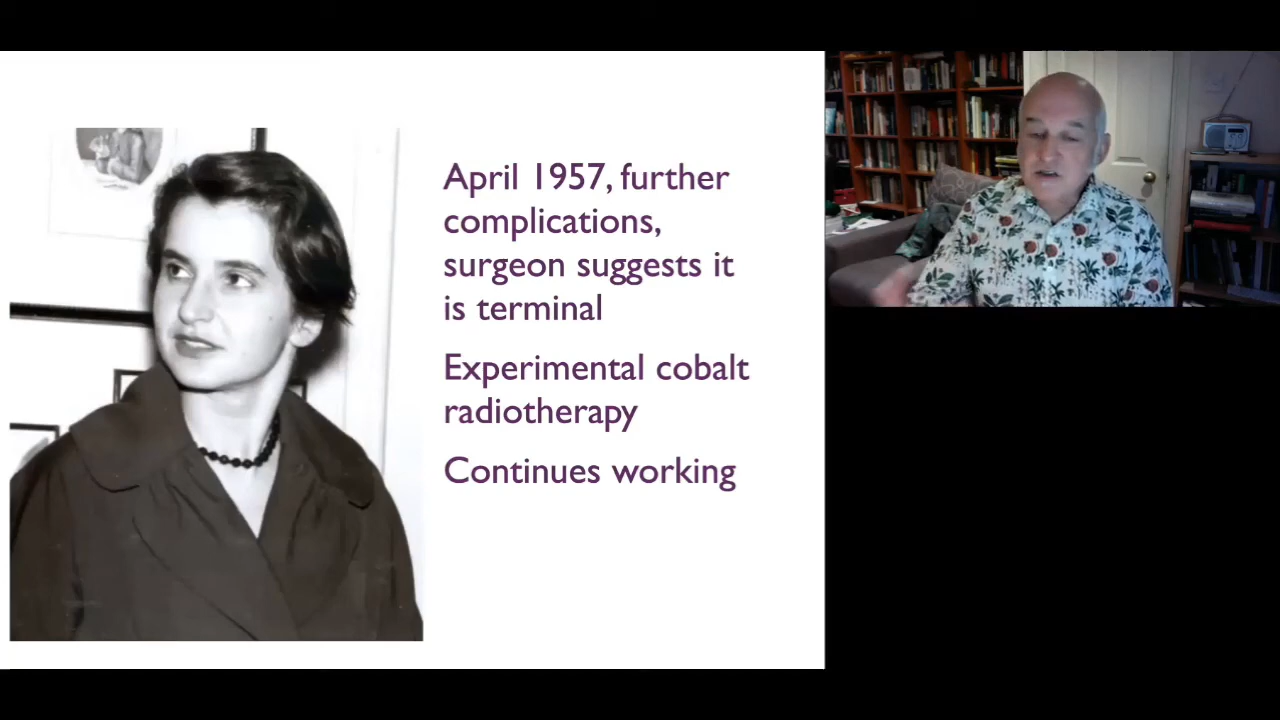 April 1957, further
complications,
surgeon suggests it
is terminal
Experimental cobalt
radiotherapy
Continues working